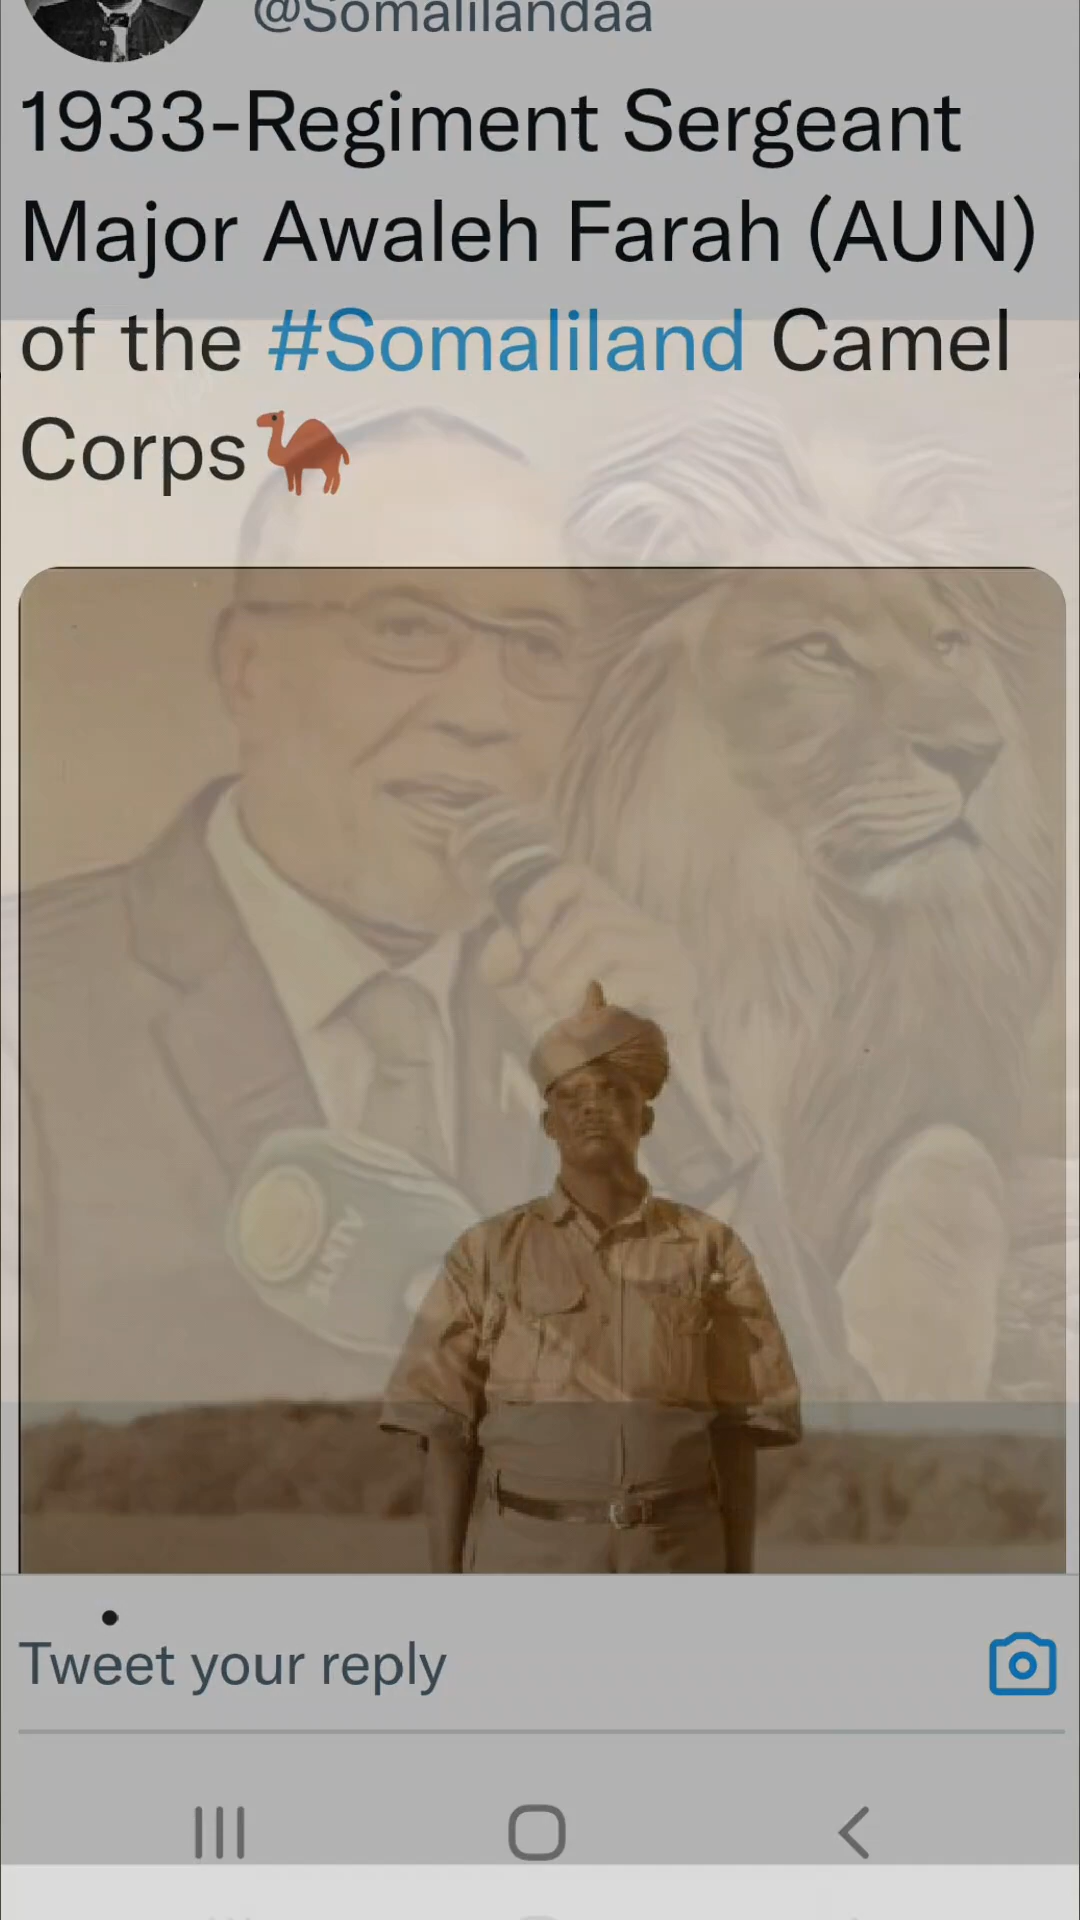 @Somalilandaa
1933-Regiment Sergeant
Major Awaleh Farah (AUN)
of the #Somaliland Camel
Corps🐪
Tweet your reply